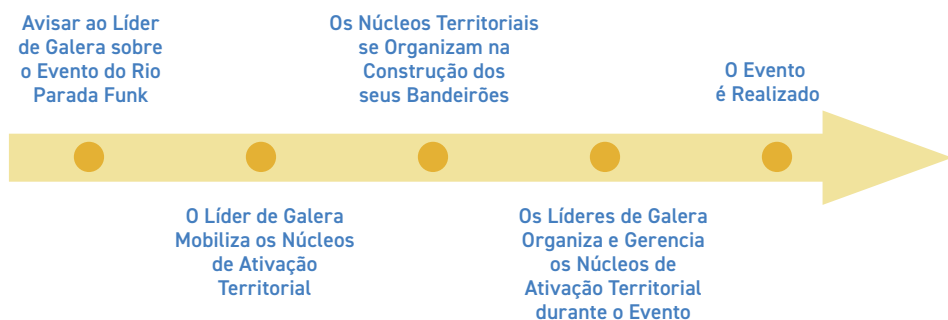 Avisar ao Líder
de Galera sobre
o Evento do Rio
Parada Funk
O Líder de Galera
Mobiliza os Núcleos
de Ativação
Territorial
Os Núcleos Territoriais
se Organizam na
Construção dos
seus Bandeirões
Os Líderes de Galera
Organiza e Gerencia
os Núcleos de
Ativação Territorial
durante o Evento
O Evento
é Realizado